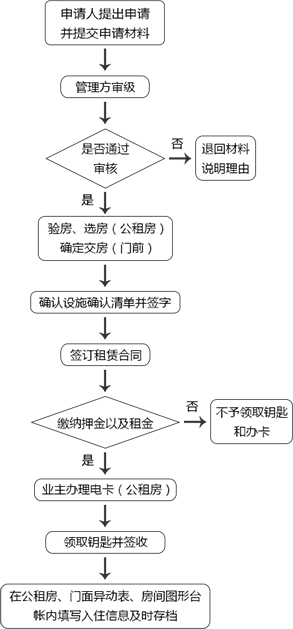 申请人提出申请
并提交申请材料
管理方审级
是否通过
审核
否
退回材料
说明理由
是
验房、选房（公租房）
确定交房（门前）
确认设施确认清单并签字
签订租赁合同
缴纳押金以及租金
否
不予领取钥匙
和办卡
是
业主办理电卡（公租房）
领取钥匙并签收
在公租房、门面异动表、房间图形台
帐内填写入住信息及时存档